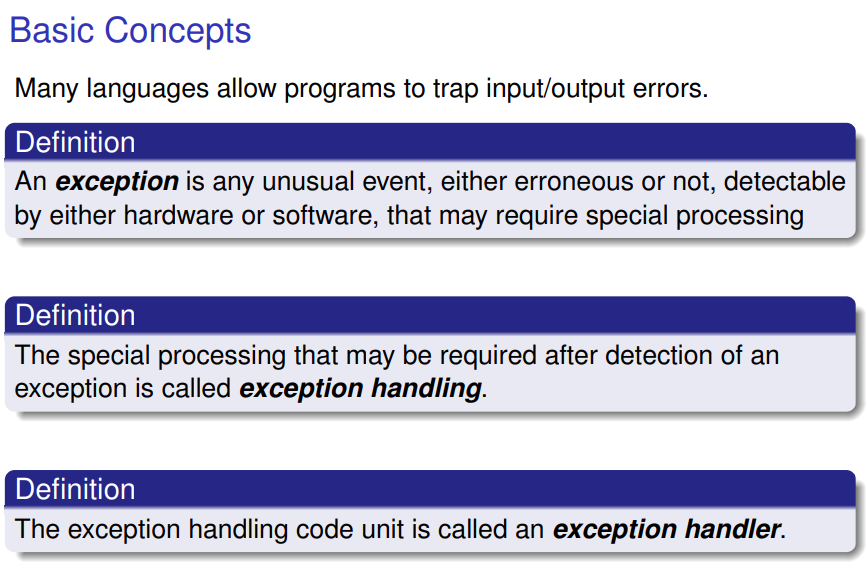 Basic Concepts
Many languages allow programs to trap input/output errors.
Definition
An exception is any unusual event, either erroneous or not, detectable
by either hardware or software, that may require special processing
Definition
The special processing that may be required after detection of an
exception is called exception handling.
Definition
The exception handling code unit is called an exception handler.